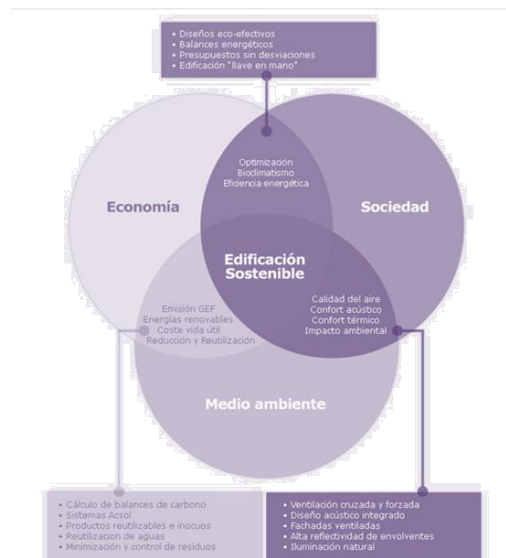 • Diseños eco-efectivos
• Balances energéticos
• Presupuestos sin desviaciones
• Edificación "llave en mano"
Optimización
Bioclimatismo
Eficiencia energética
Economía
Sociedad
Edificación
Sostenible
Emisión GEF
Energías renovables
Coste vida útil
Reducción y Reutilización
Calidad del aire
Confort acústico
Confort térmico
Impacto ambiental
Medio ambiente
• Cálculo de balances de carbono
• Sistemas Acsol
• Productos reutilizables e inocuos
• Reutilizacion de aguas
• Minimización y control de residuos
• Ventilación cruzada y forzada
• Diseño acústico integrado
• Fachadas ventiladas
• Alta reflectividad de envolventes
• Iluminación natural